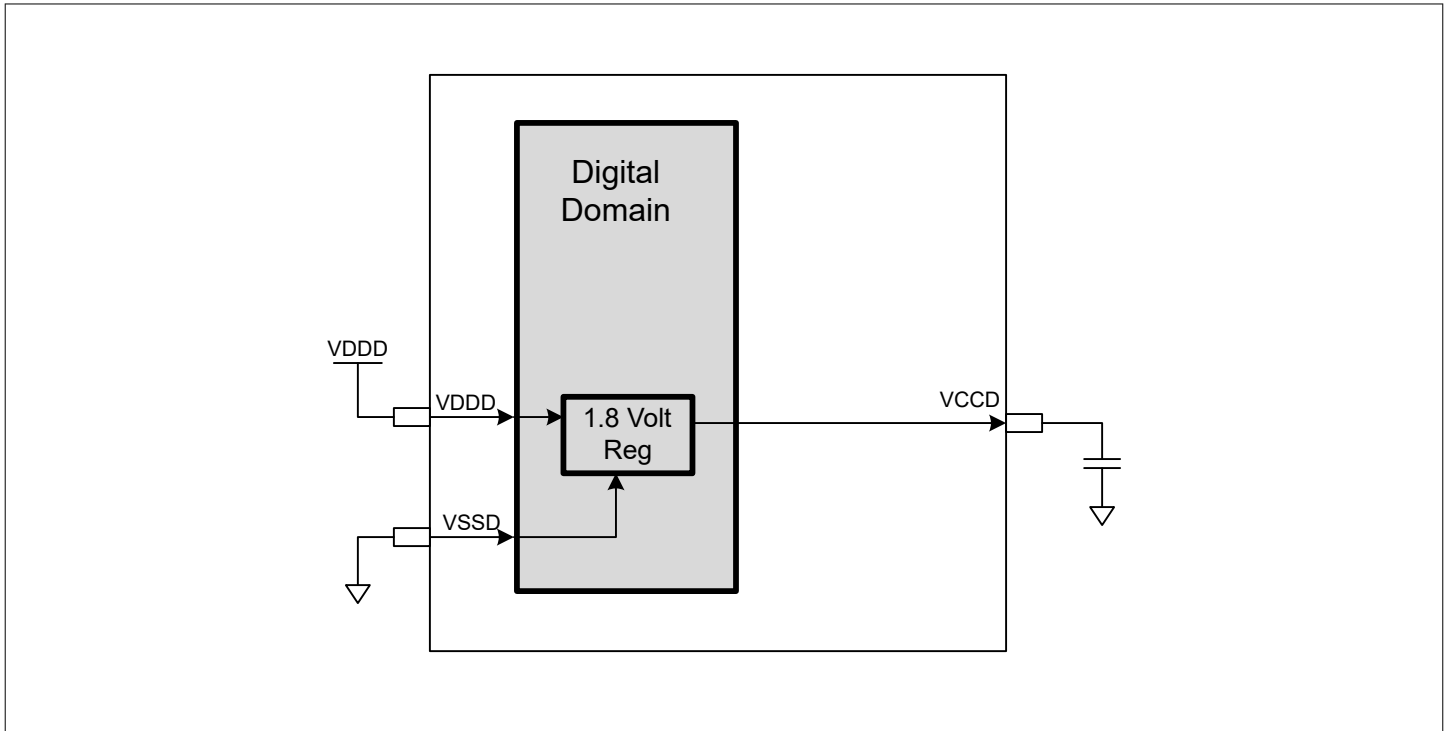 Digital
Domain
VDDD
VDDD
1.8 Volt
Reg
VCCD
VSSD